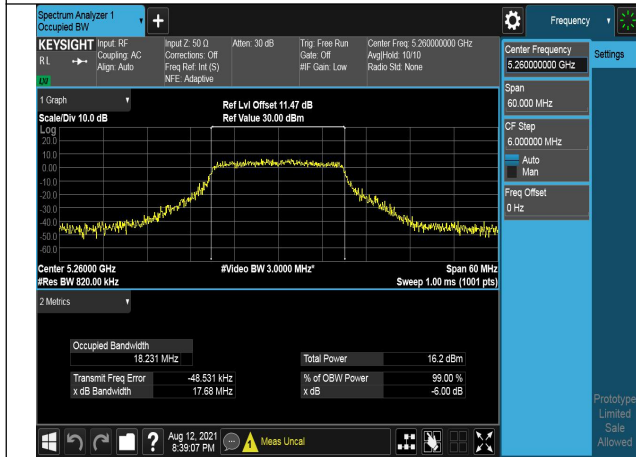 Spectrum Analyzer 1
Occupied BW
Frequency
KEYSIGHT
R L
Input: RF
Coupling: AC
Align: Auto
Input Z: 50 Ω
Corrections: Off
Freq Ref: Int (S)
NFE: Adaptive
Atten: 30 dB
Trig: Free Run
Gate: Off
#IF Gain: Low
Center Freq: 5.260000000 GHz
Avg|Hold: 10/10
Radio Std: None
Center Frequency
5.260000000 GHz
Settings
Span
60.000 MHz
CF Step
6.000000 MHz
Auto
Man
Freq Offset
0 Hz
1 Graph
Scale/Div 10.0 dB
Ref Lvl Offset 11.47 dB
Ref Value 30.00 dBm
Log
20.0
10.0
0.00
-10.0
-20.0
-30.0
-40.0
-50.0
-60.0
Center 5.26000 GHz
#Res BW 820.00 kHz
#Video BW 3.0000 MHz*
Span 60 MHz
Sweep 1.00 ms (1001 pts)
2 Metrics
Occupied Bandwidth
18.231 MHz
Total Power 16.2 dBm
Transmit Freq Error -48.531 kHz
% of OBW Power 99.00 %
x dB Bandwidth 17.68 MHz
x dB -6.00 dB
Prototype
Limited
Sale
Allowed
Aug 12, 2021
8:39:07 PM
Meas Uncal